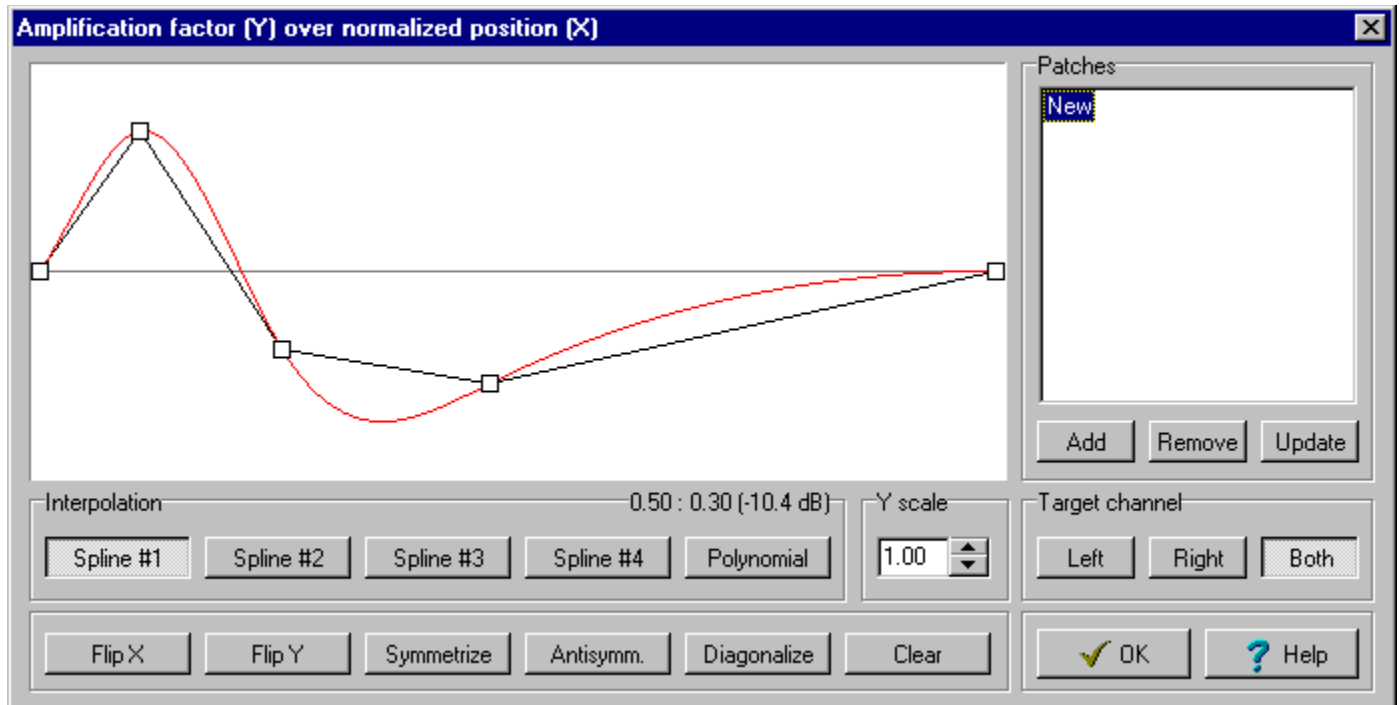 Amplification factor (Y) over normalized position (X)
Patches
New
Add Remove Update
Interpolation 0.50 : 0.30 (-10.4 dB) Y scale Target channel
Spline #1 Spline #2 Spline #3 Spline #4 Polynomial 1.00 Left Right Both
Flip X Flip Y Symmetrize Antisymm. Diagonalize Clear OK ? Help